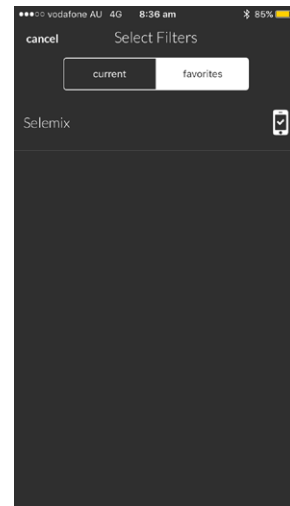 vodafone AU 4G 8:36 am 85%
cancel Select Filters
current favorites
Selemix